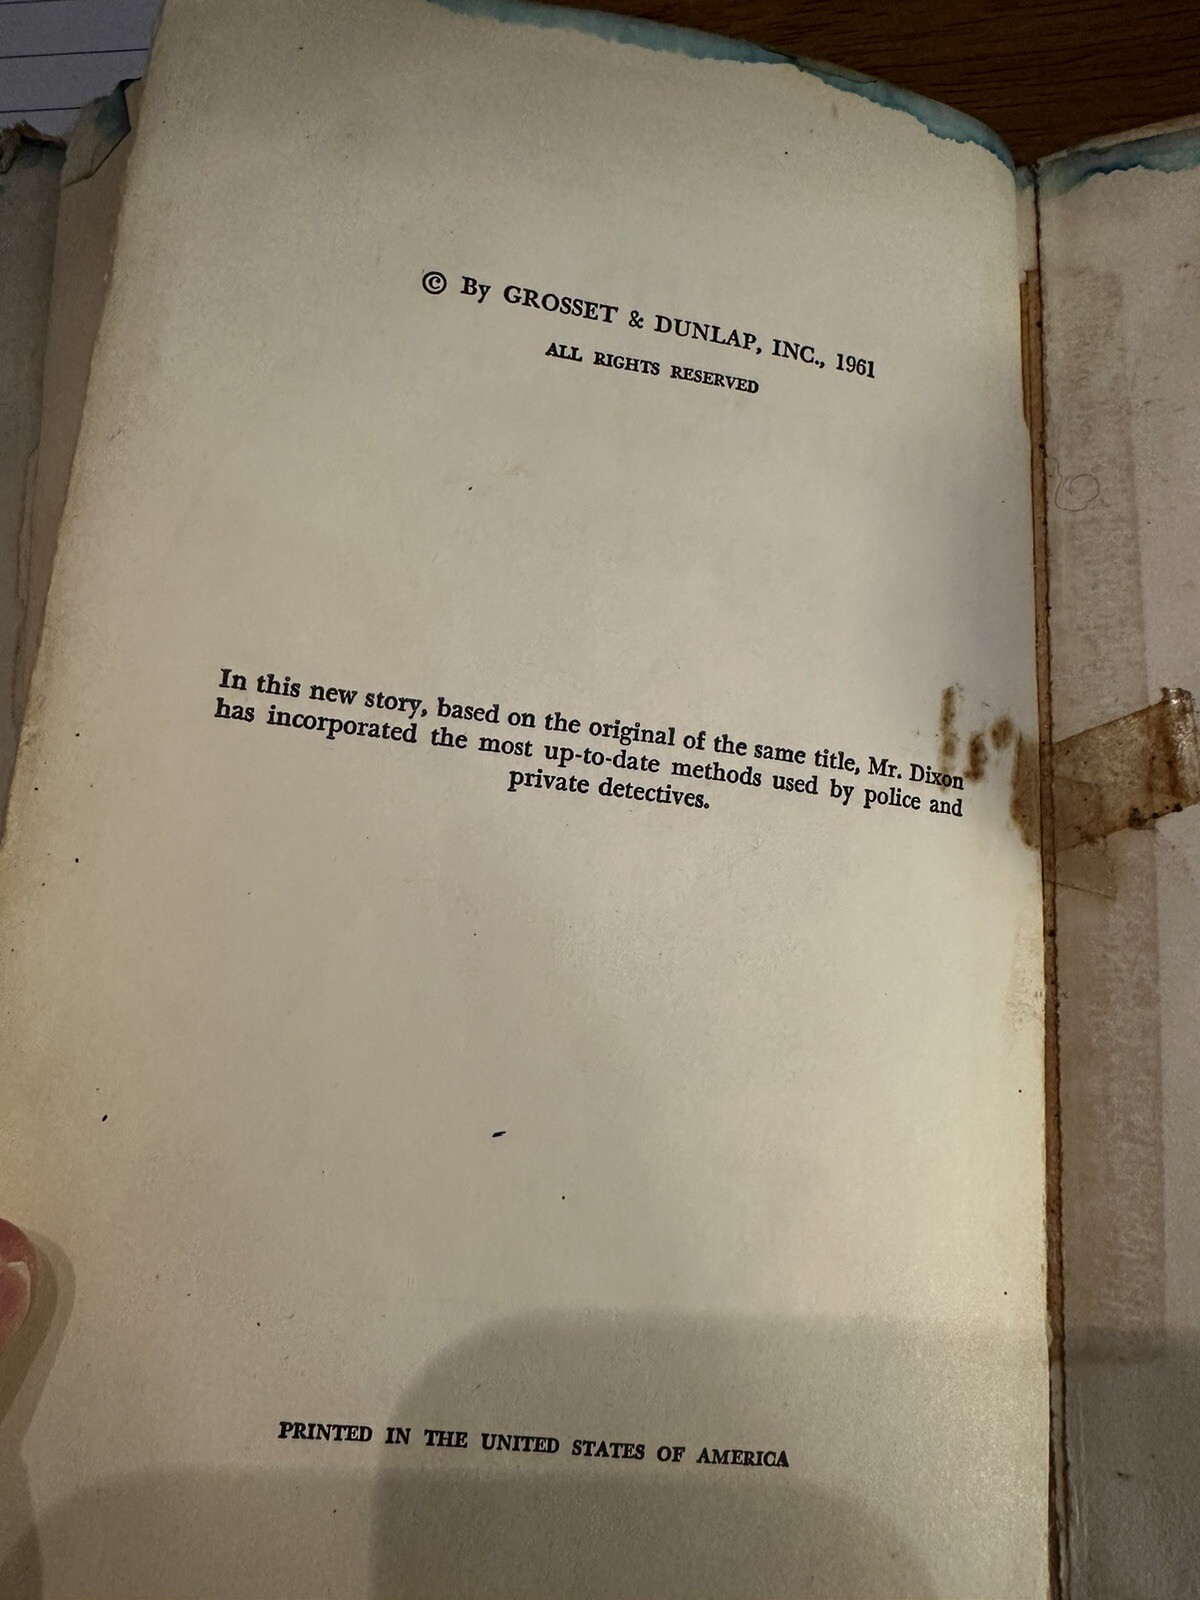 © By GROSSET & DUNLAP, INC., 1961
ALL RIGHTS RESERVED
In this new story, based on the original of the same title, Mr. Dixon
has incorporated the most up-to-date methods used by police and
private detectives.
PRINTED IN THE UNITED STATES OF AMERICA